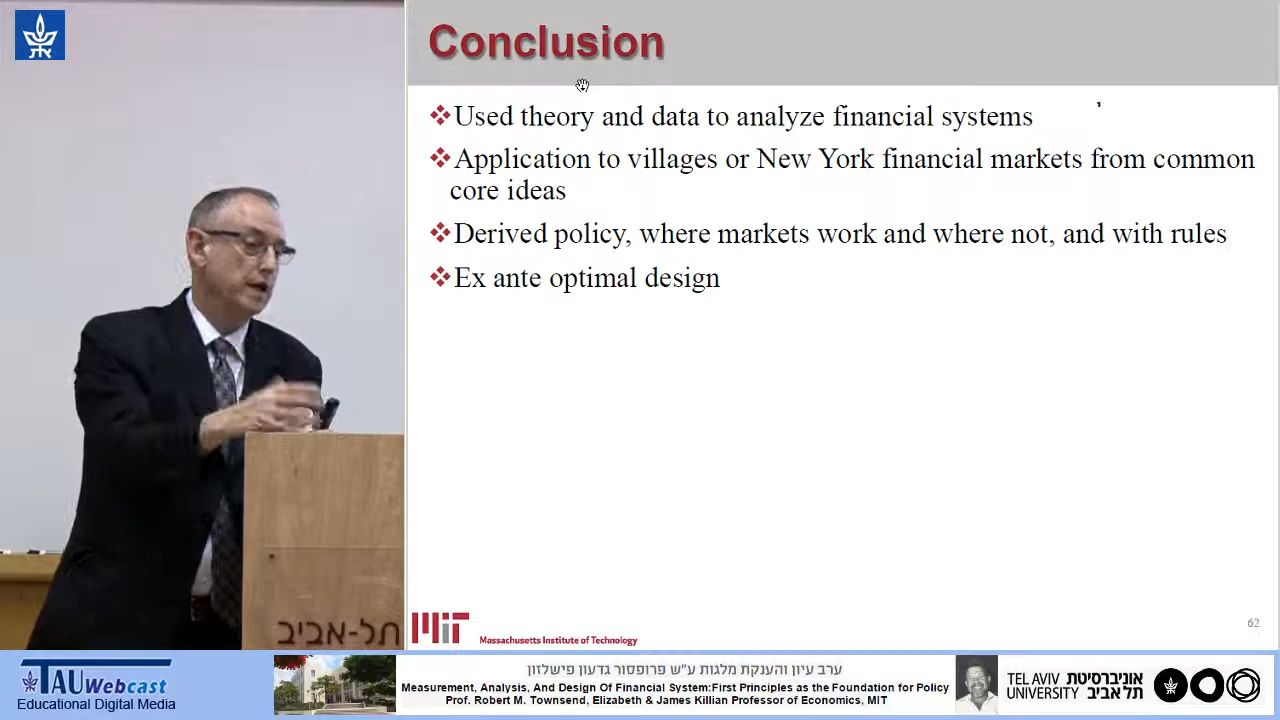 Conclusion
Used theory and data to analyze financial systems
Application to villages or New York financial markets from common
core ideas
Derived policy, where markets work and where not, and with rules
Ex ante optimal design
תל-אביב
MIT
Massachusetts Institute of Technology
62
TAU Webcast
Educational Digital Media
ערב עיון והענקת מלגות ע"ש פרופסור גדעון פישלזון
Measurement, Analysis, And Design Of Financial System:First Principles as the Foundation for Policy
Prof. Robert M. Townsend, Elizabeth & James Killian Professor of Economics, MIT
TEL AVIV אוניברסיטת
UNIVERSITY תל אביב